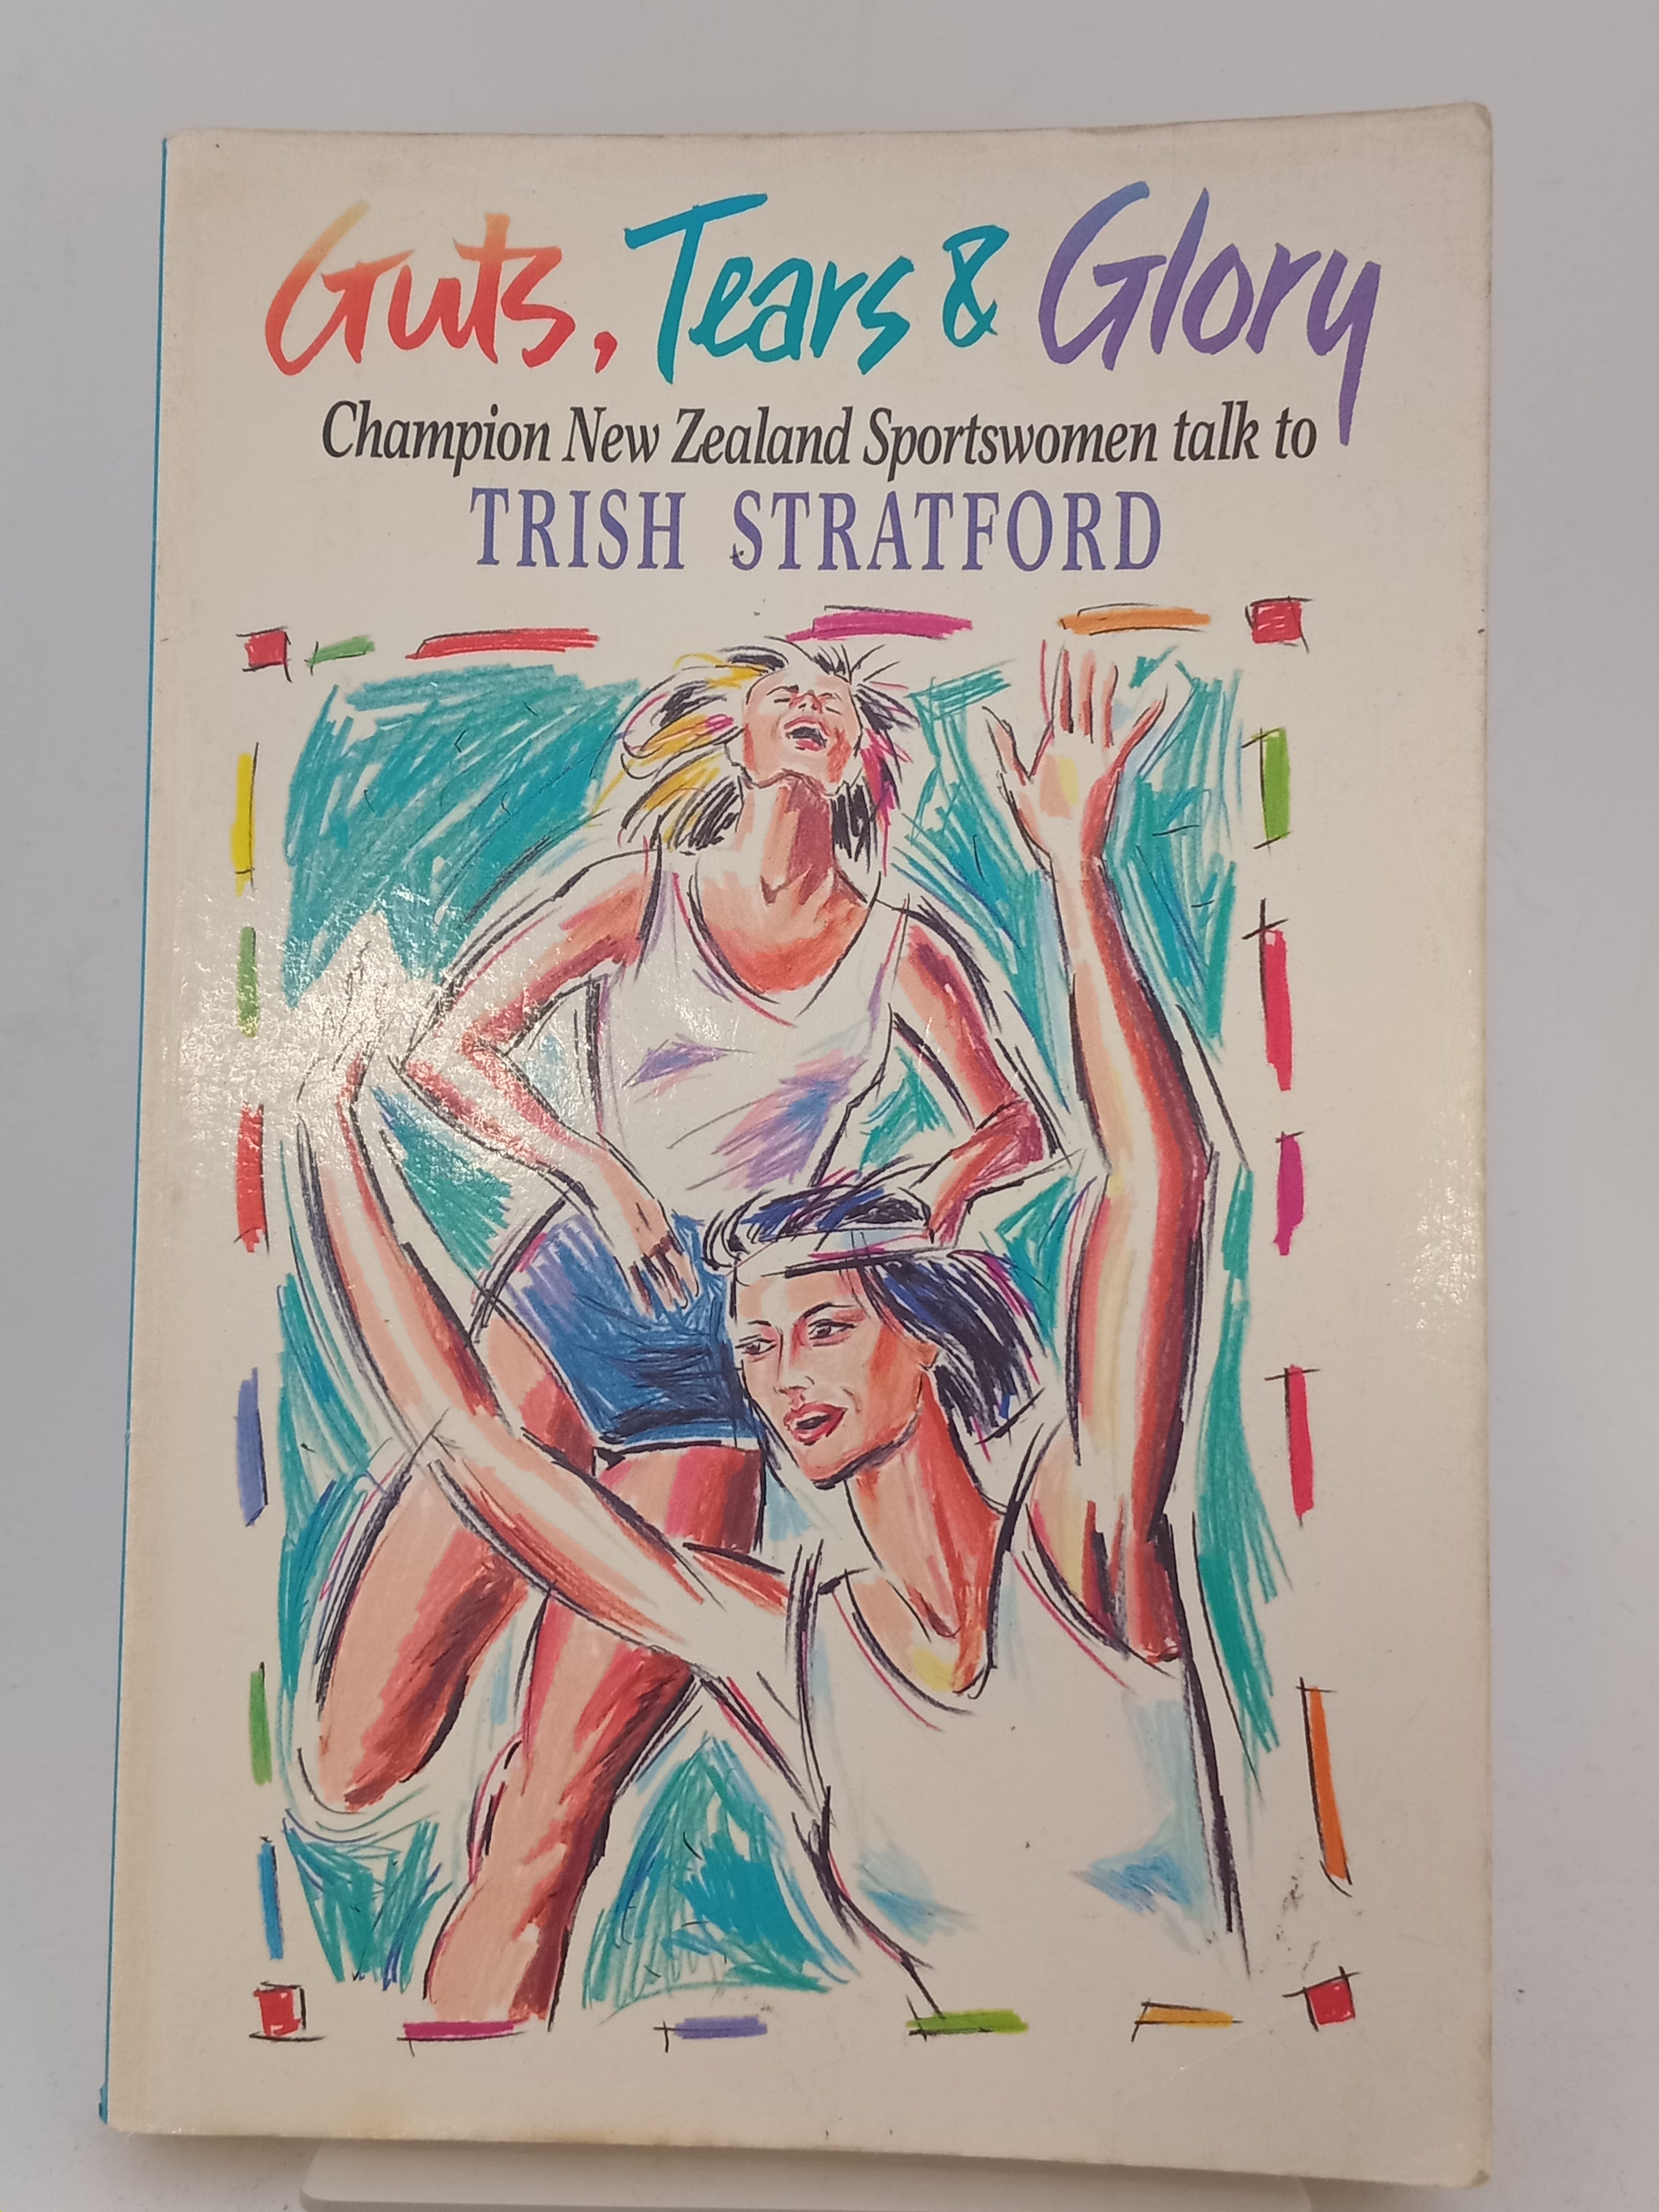 Guts, Tears & Glory
Champion New Zealand Sportswomen talk to
TRISH STRATFORD